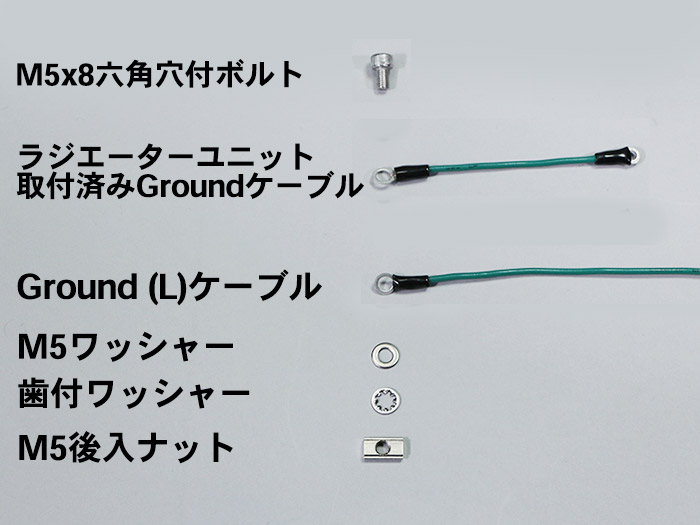 M5x8六角穴付ボルト
ラジエーターユニット
取付済みGroundケーブル
Ground (L)ケーブル
M5ワッシャー
歯付ワッシャー
M5後入ナット